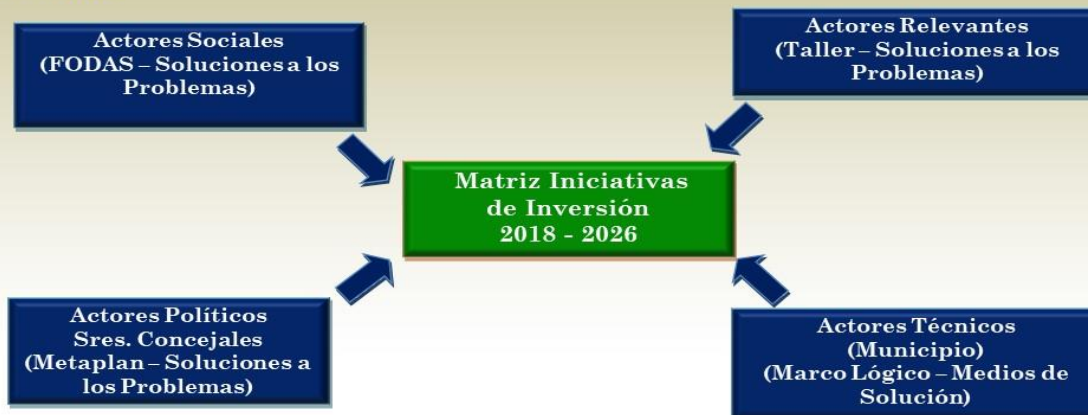 Actores Sociales
(FODAS – Soluciones a los
Problemas)
Actores Relevantes
(Taller – Soluciones a los
Problemas)
Matriz Iniciativas
de Inversión
2018 - 2026
Actores Políticos
Sres. Concejales
(Metaplan – Soluciones a
los Problemas)
Actores Técnicos
(Municipio)
(Marco Lógico – Medios de
Solución)